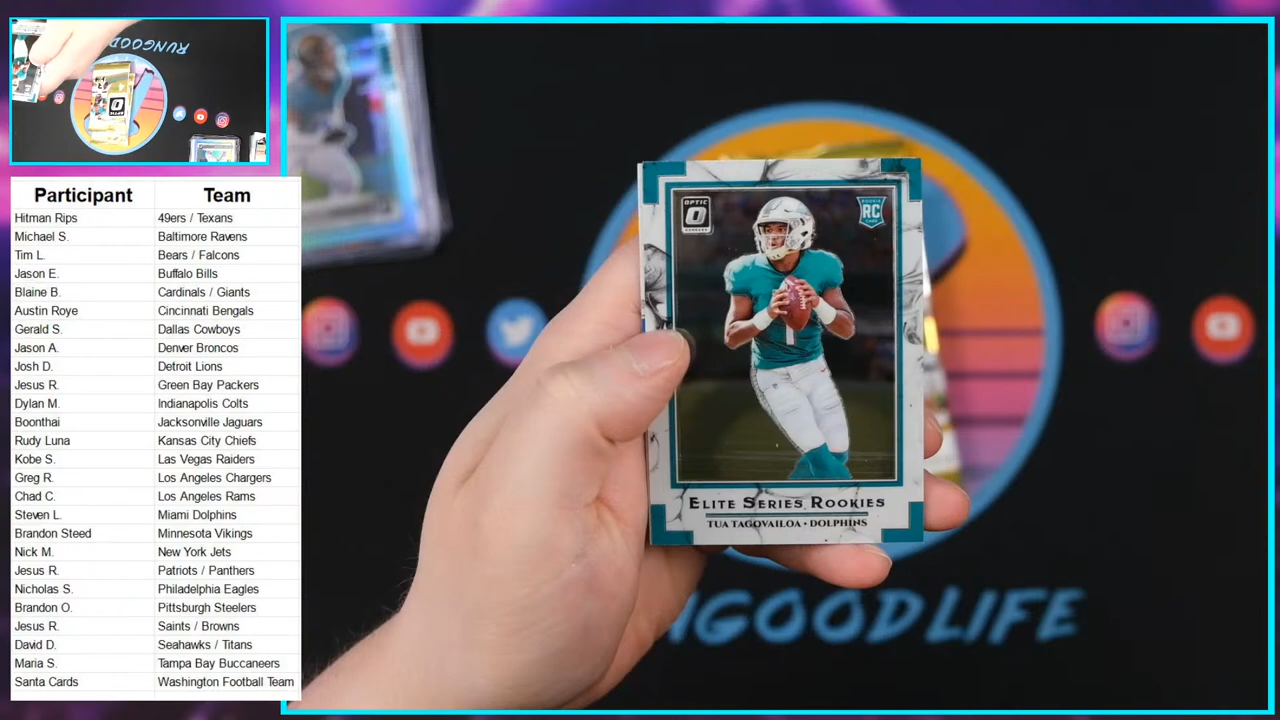 RUNGOODLIFE
Participant Team
Hitman Rips 49ers / Texans
Michael S. Baltimore Ravens
Tim L. Bears / Falcons
Jason E. Buffalo Bills
Blaine B. Cardinals / Giants
Austin Roye Cincinnati Bengals
Gerald S. Dallas Cowboys
Jason A. Denver Broncos
Josh D. Detroit Lions
Jesus R. Green Bay Packers
Dylan M. Indianapolis Colts
Boonthai Jacksonville Jaguars
Rudy Luna Kansas City Chiefs
Kobe S. Las Vegas Raiders
Greg R. Los Angeles Chargers
Chad C. Los Angeles Rams
Steven L. Miami Dolphins
Brandon Steed Minnesota Vikings
Nick M. New York Jets
Jesus R. Patriots / Panthers
Nicholas S. Philadelphia Eagles
Brandon O. Pittsburgh Steelers
Jesus R. Saints / Browns
David D. Seahawks / Titans
Maria S. Tampa Bay Buccaneers
Santa Cards Washington Football Team
OPTIC
ROOKIE
RC
1
ELITE SERIES ROOKIES
TUA TAGOVAILOA • DOLPHINS
NGOODLIFE